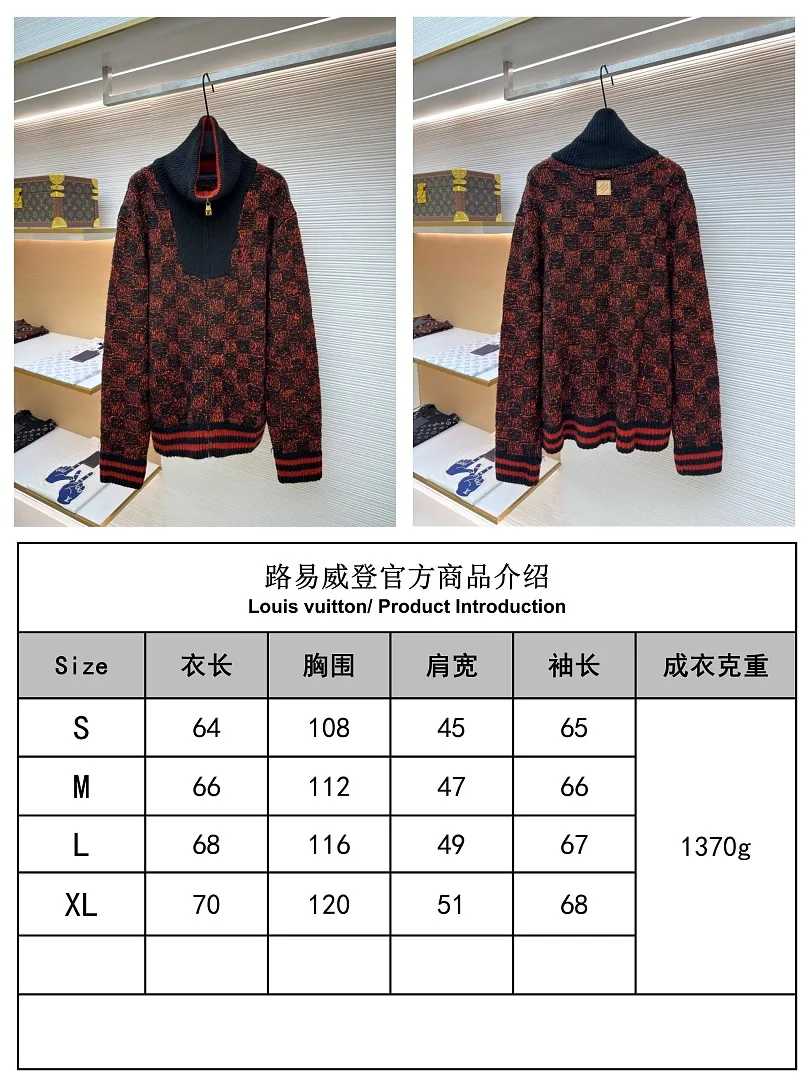 路易威登官方商品介绍
Louis vuitton/ Product Introduction
Size 衣长 胸围 肩宽 袖长 成衣克重
S 64 108 45 65
M 66 112 47 66
L 68 116 49 67
1370g
XL 70 120 51 68